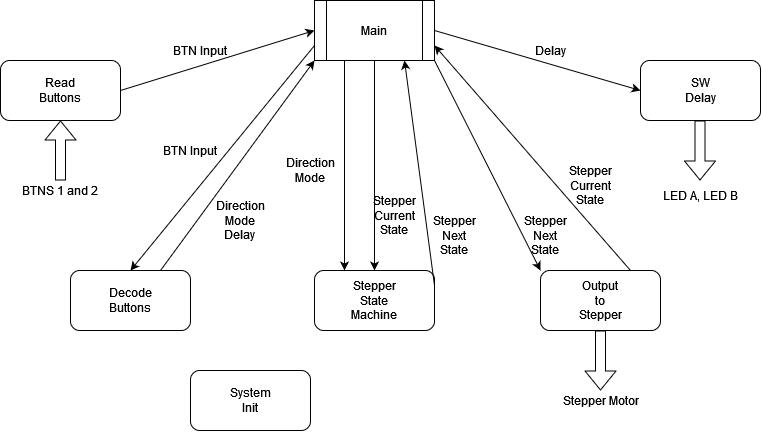 Main
BTN Input
Delay
Read
Buttons
SW
Delay
BTNS 1 and 2
BTN Input
Direction
Mode
Stepper
Current
State
LED A, LED B
Direction
Mode
Delay
Stepper
Current
State
Stepper
Next
State
Stepper
Next
State
Decode
Buttons
Stepper
State
Machine
Output
to
Stepper
System
Init
Stepper Motor